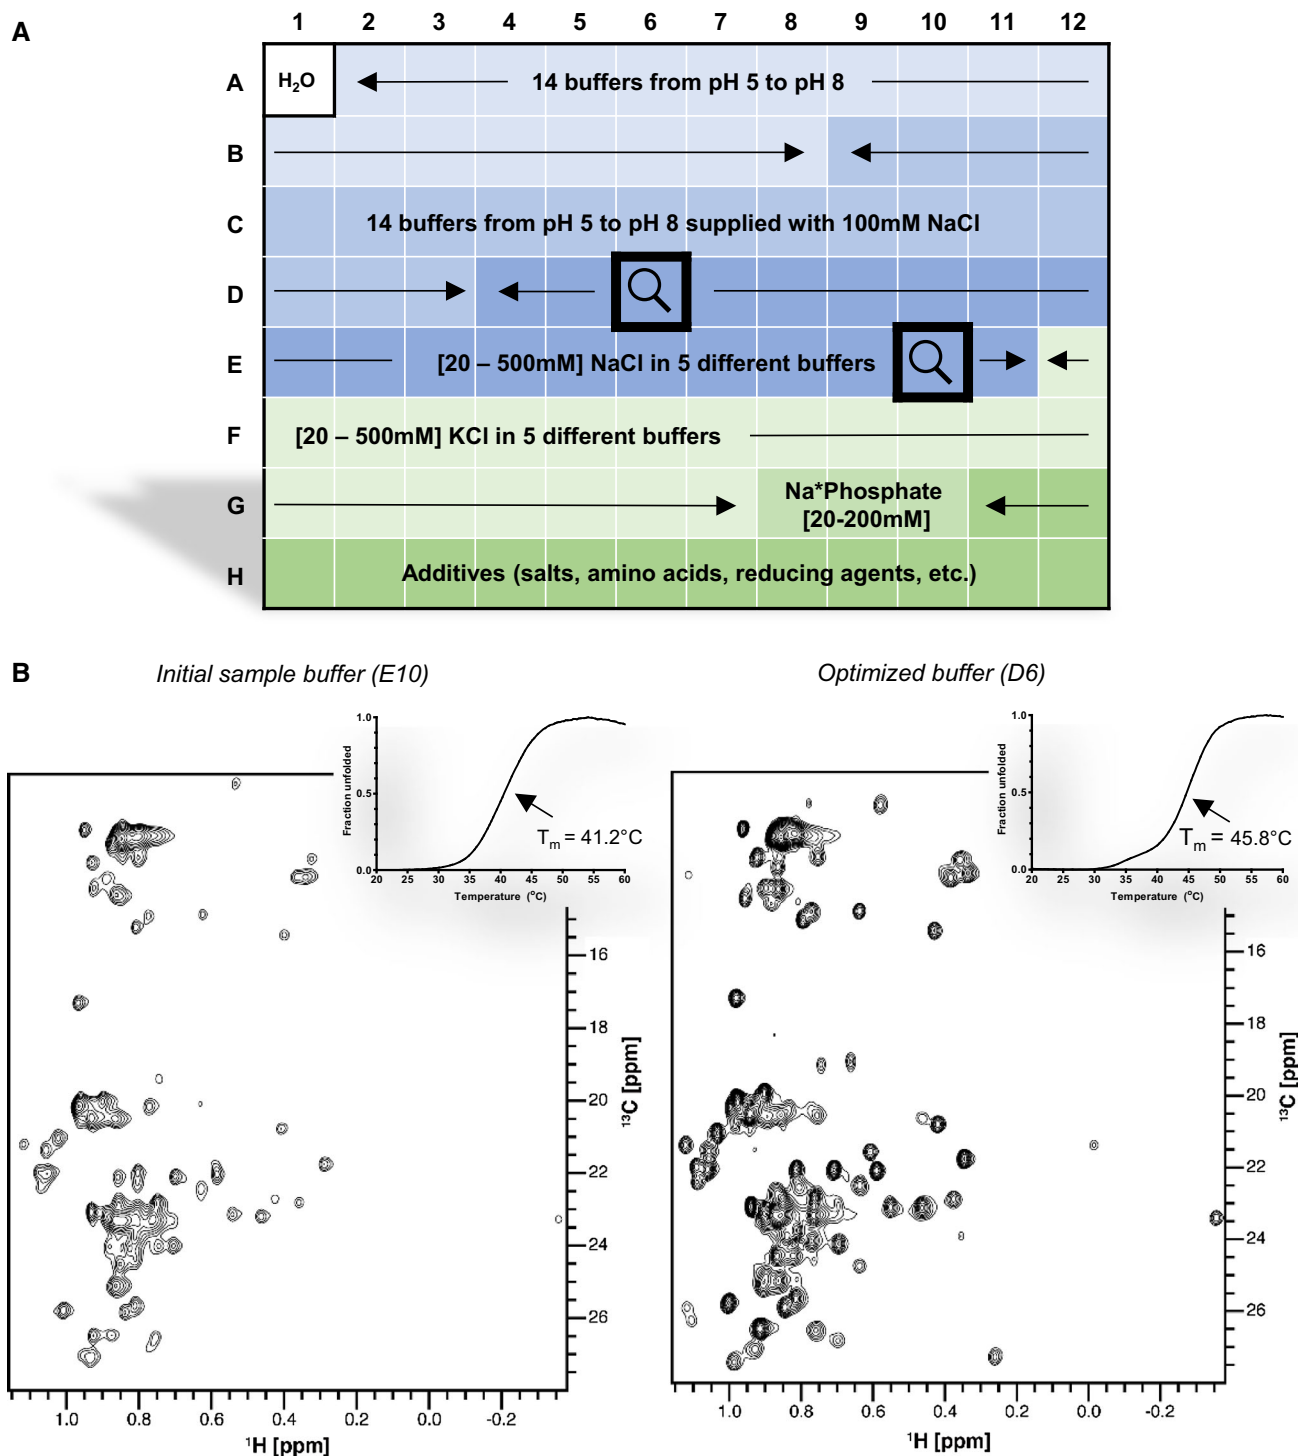 A
1 2 3 4 5 6 7 8 9 10 11 12
A H₂O 14 buffers from pH 5 to pH 8
B
C 14 buffers from pH 5 to pH 8 supplied with 100mM NaCl
D
E [20 – 500mM] NaCl in 5 different buffers
F [20 – 500mM] KCl in 5 different buffers
G Na*Phosphate
[20-200mM]
H Additives (salts, amino acids, reducing agents, etc.)
B
Initial sample buffer (E10)
Fraction unfolded
1.0
0.5
0.0
Tm = 41.2°C
20 25 30 35 40 45 50 55 60
Temperature (°C)
16
18
20
22
24
26
¹³C [ppm]
1.0 0.8 0.6 0.4 0.2 0.0 -0.2
¹H [ppm]
Optimized buffer (D6)
Fraction unfolded
1.0
0.5
0.0
Tm = 45.8°C
20 25 30 35 40 45 50 55 60
Temperature (°C)
16
18
20
22
24
26
¹³C [ppm]
1.0 0.8 0.6 0.4 0.2 0.0 -0.2
¹H [ppm]